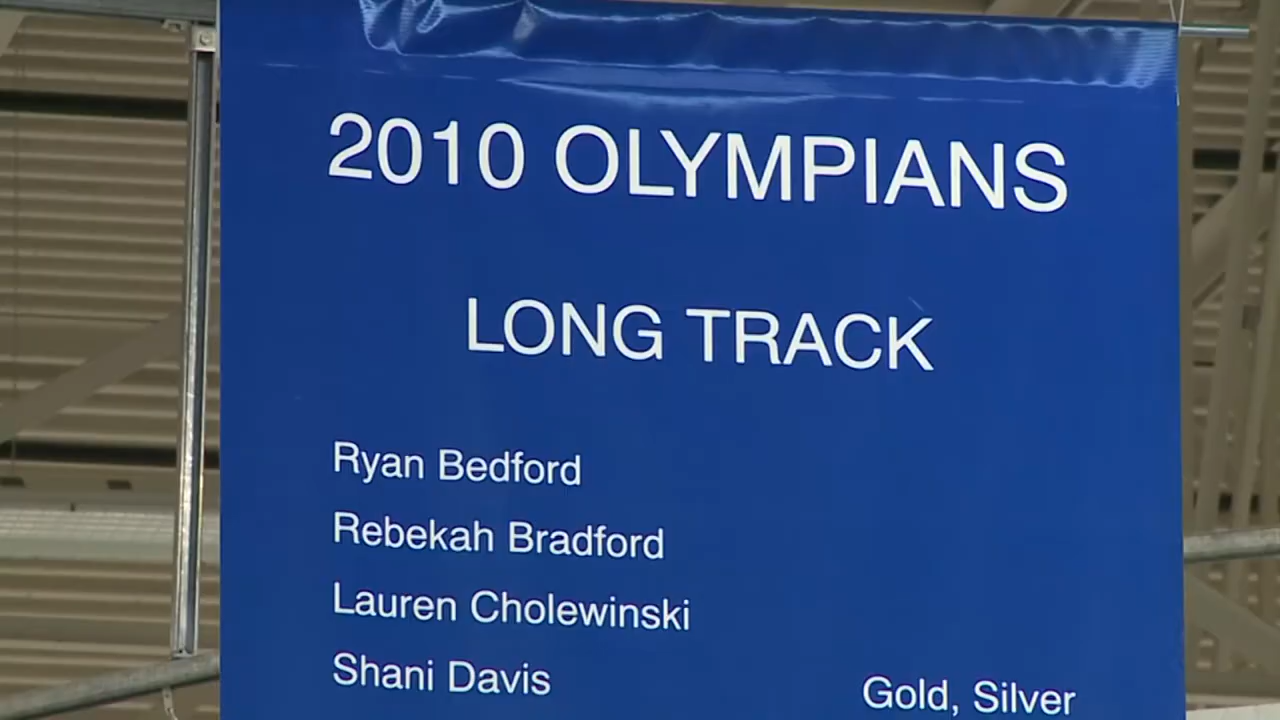 2010 OLYMPIANS
LONG TRACK
Ryan Bedford
Rebekah Bradford
Lauren Cholewinski
Shani Davis Gold, Silver